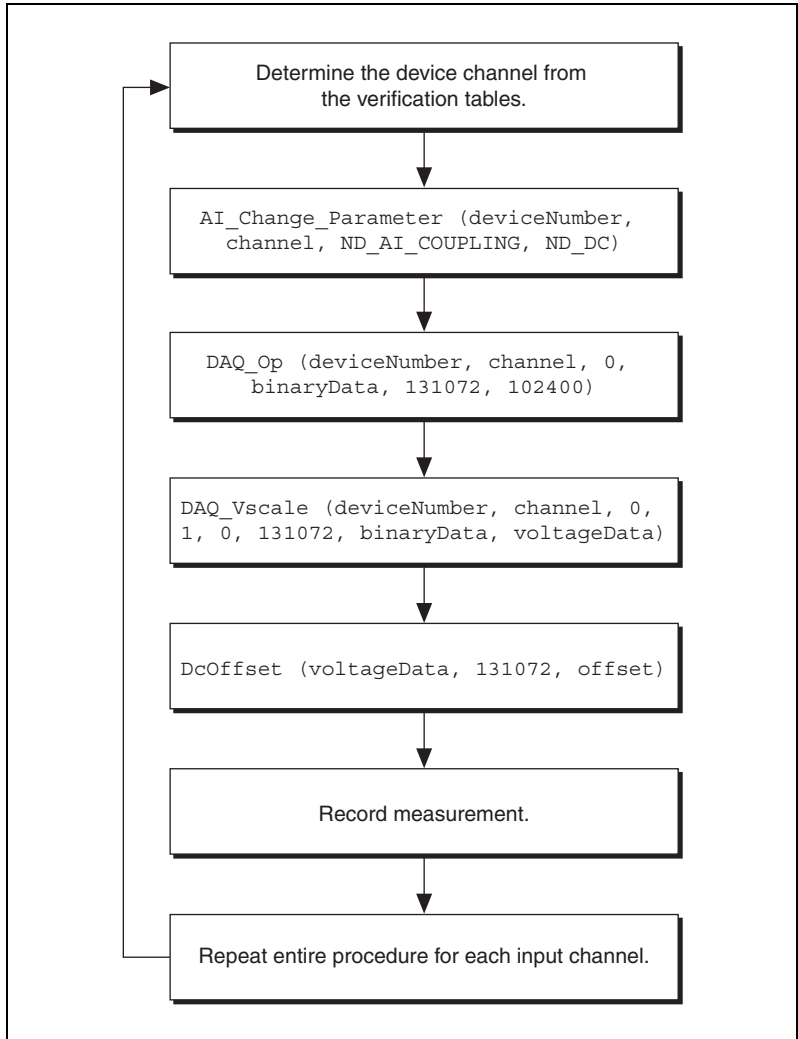 Determine the device channel from
the verification tables.
AI_Change_Parameter (deviceNumber,
channel, ND_AI_COUPLING, ND_DC)
DAQ_Op (deviceNumber, channel, 0,
binaryData, 131072, 102400)
DAQ_Vscale (deviceNumber, channel, 0,
1, 0, 131072, binaryData, voltageData)
DcOffset (voltageData, 131072, offset)
Record measurement.
Repeat entire procedure for each input channel.